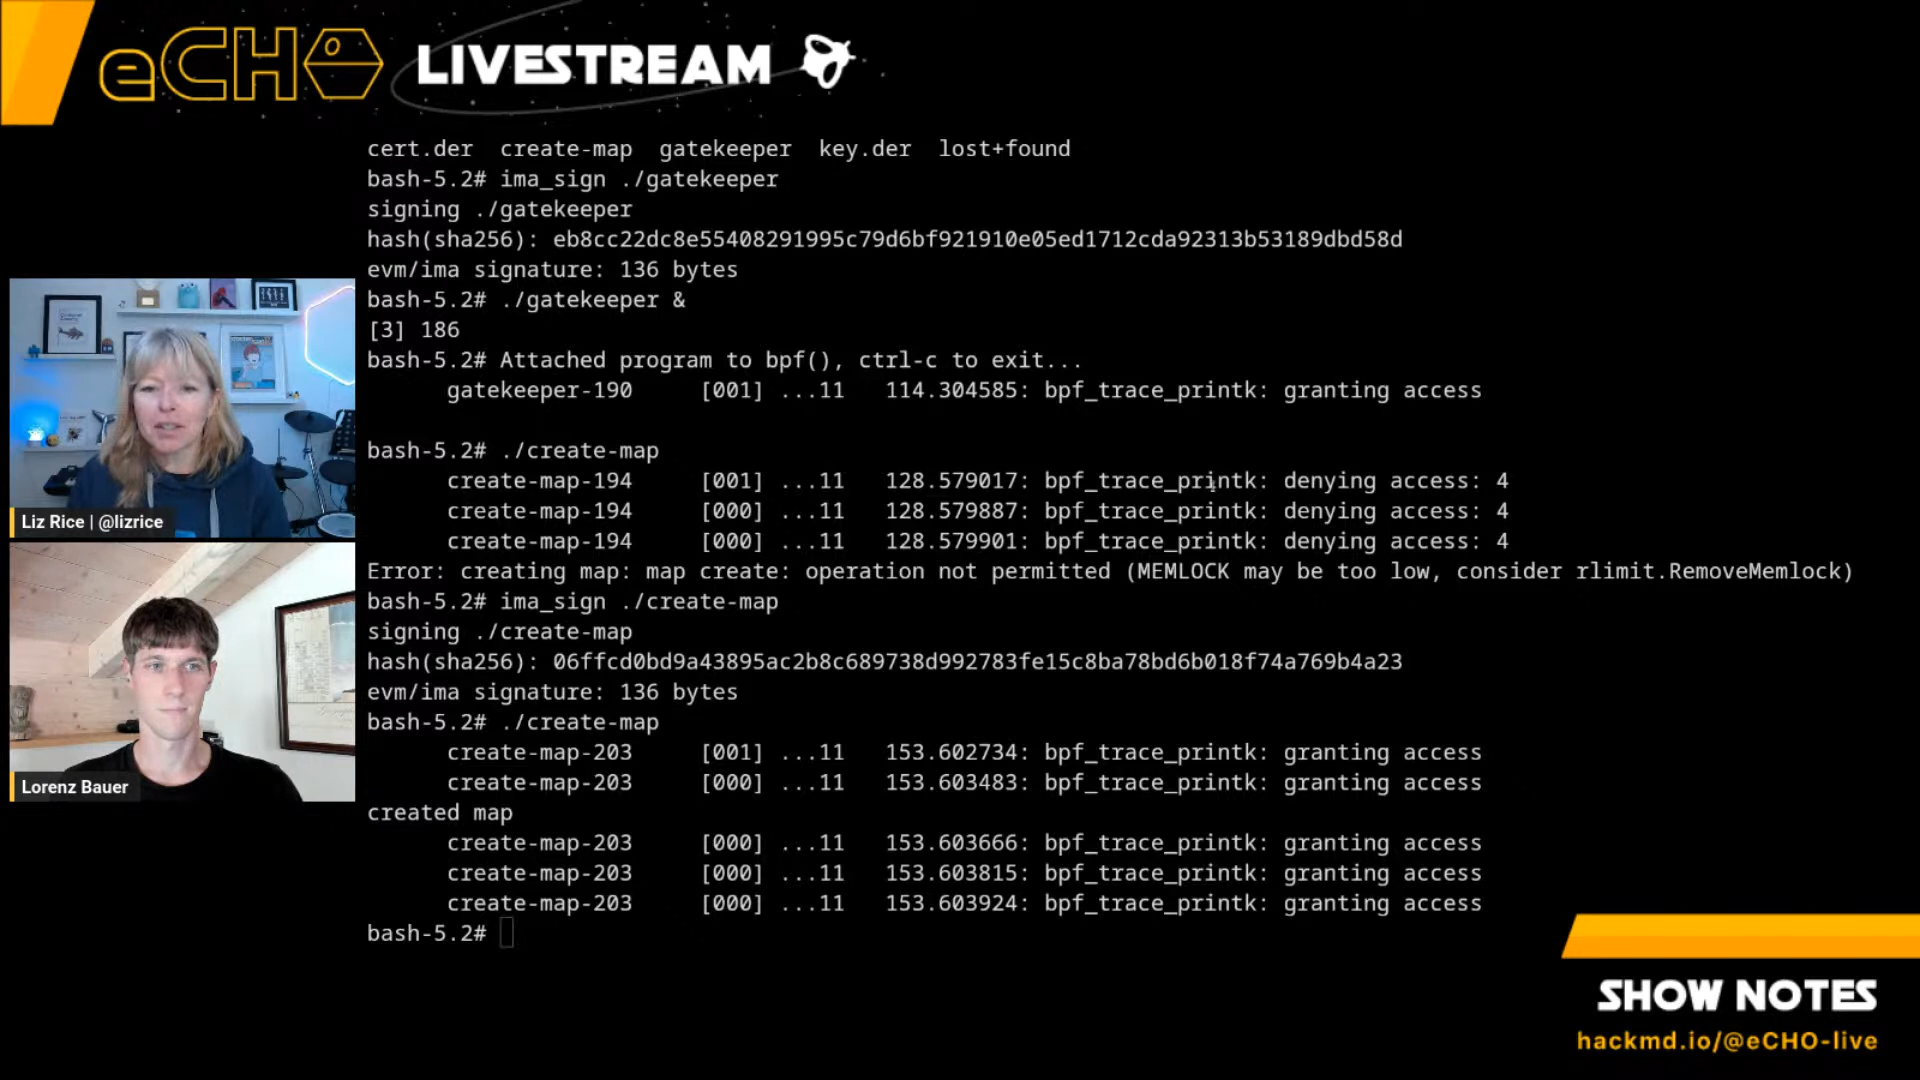 eCHO LIVESTREAM
cert.der  create-map  gatekeeper  key.der  lost+found
bash-5.2# ima_sign ./gatekeeper
signing ./gatekeeper
hash(sha256): eb8cc22dc8e55408291995c79d6bf921910e05ed1712cda92313b53189dbd58d
evm/ima signature: 136 bytes
bash-5.2# ./gatekeeper &
[3] 186
bash-5.2# Attached program to bpf(), ctrl-c to exit...
gatekeeper-190     [001] ...11   114.304585: bpf_trace_printk: granting access
bash-5.2# ./create-map
create-map-194     [001] ...11   128.579017: bpf_trace_printk: denying access: 4
create-map-194     [000] ...11   128.579887: bpf_trace_printk: denying access: 4
create-map-194     [000] ...11   128.579901: bpf_trace_printk: denying access: 4
Error: creating map: map create: operation not permitted (MEMLOCK may be too low, consider rlimit.RemoveMemlock)
bash-5.2# ima_sign ./create-map
signing ./create-map
hash(sha256): 06ffcd0bd9a43895ac2b8c689738d992783fe15c8ba78bd6b018f74a769b4a23
evm/ima signature: 136 bytes
bash-5.2# ./create-map
create-map-203     [001] ...11   153.602734: bpf_trace_printk: granting access
create-map-203     [000] ...11   153.603483: bpf_trace_printk: granting access
created map
create-map-203     [000] ...11   153.603666: bpf_trace_printk: granting access
create-map-203     [000] ...11   153.603815: bpf_trace_printk: granting access
create-map-203     [000] ...11   153.603924: bpf_trace_printk: granting access
bash-5.2#
Liz Rice | @lizrice
Lorenz Bauer
SHOW NOTES
hackmd.io/@eCHO-live